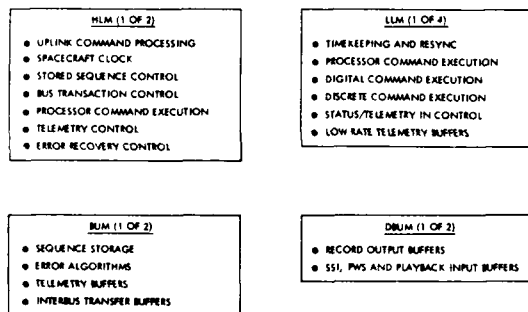 HLM (1 OF 2)
• UPLINK COMMAND PROCESSING
• SPACECRAFT CLOCK
• STORED SEQUENCE CONTROL
• BUS TRANSACTION CONTROL
• PROCESSOR COMMAND EXECUTION
• TELEMETRY CONTROL
• ERROR RECOVERY CONTROL
LLM (1 OF 4)
• TIMEKEEPING AND RESYNC
• PROCESSOR COMMAND EXECUTION
• DIGITAL COMMAND EXECUTION
• DISCRETE COMMAND EXECUTION
• STATUS/TELEMETRY IN CONTROL
• LOW RATE TELEMETRY BUFFERS
BUM (1 OF 2)
• SEQUENCE STORAGE
• ERROR ALGORITHMS
• TELEMETRY BUFFERS
• INTERBUS TRANSFER BUFFERS
DBUM (1 OF 2)
• RECORD OUTPUT BUFFERS
• SSI, PWS AND PLAYBACK INPUT BUFFERS